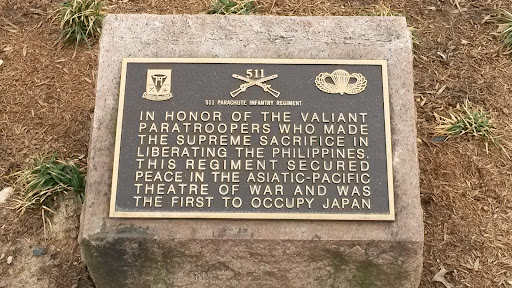 511
511 PARACHUTE INFANTRY REGIMENT
IN HONOR OF THE VALIANT
PARATROOPERS WHO MADE
THE SUPREME SACRIFICE IN
LIBERATING THE PHILIPPINES.
THIS REGIMENT SECURED
PEACE IN THE ASIATIC-PACIFIC
THEATRE OF WAR AND WAS
THE FIRST TO OCCUPY JAPAN